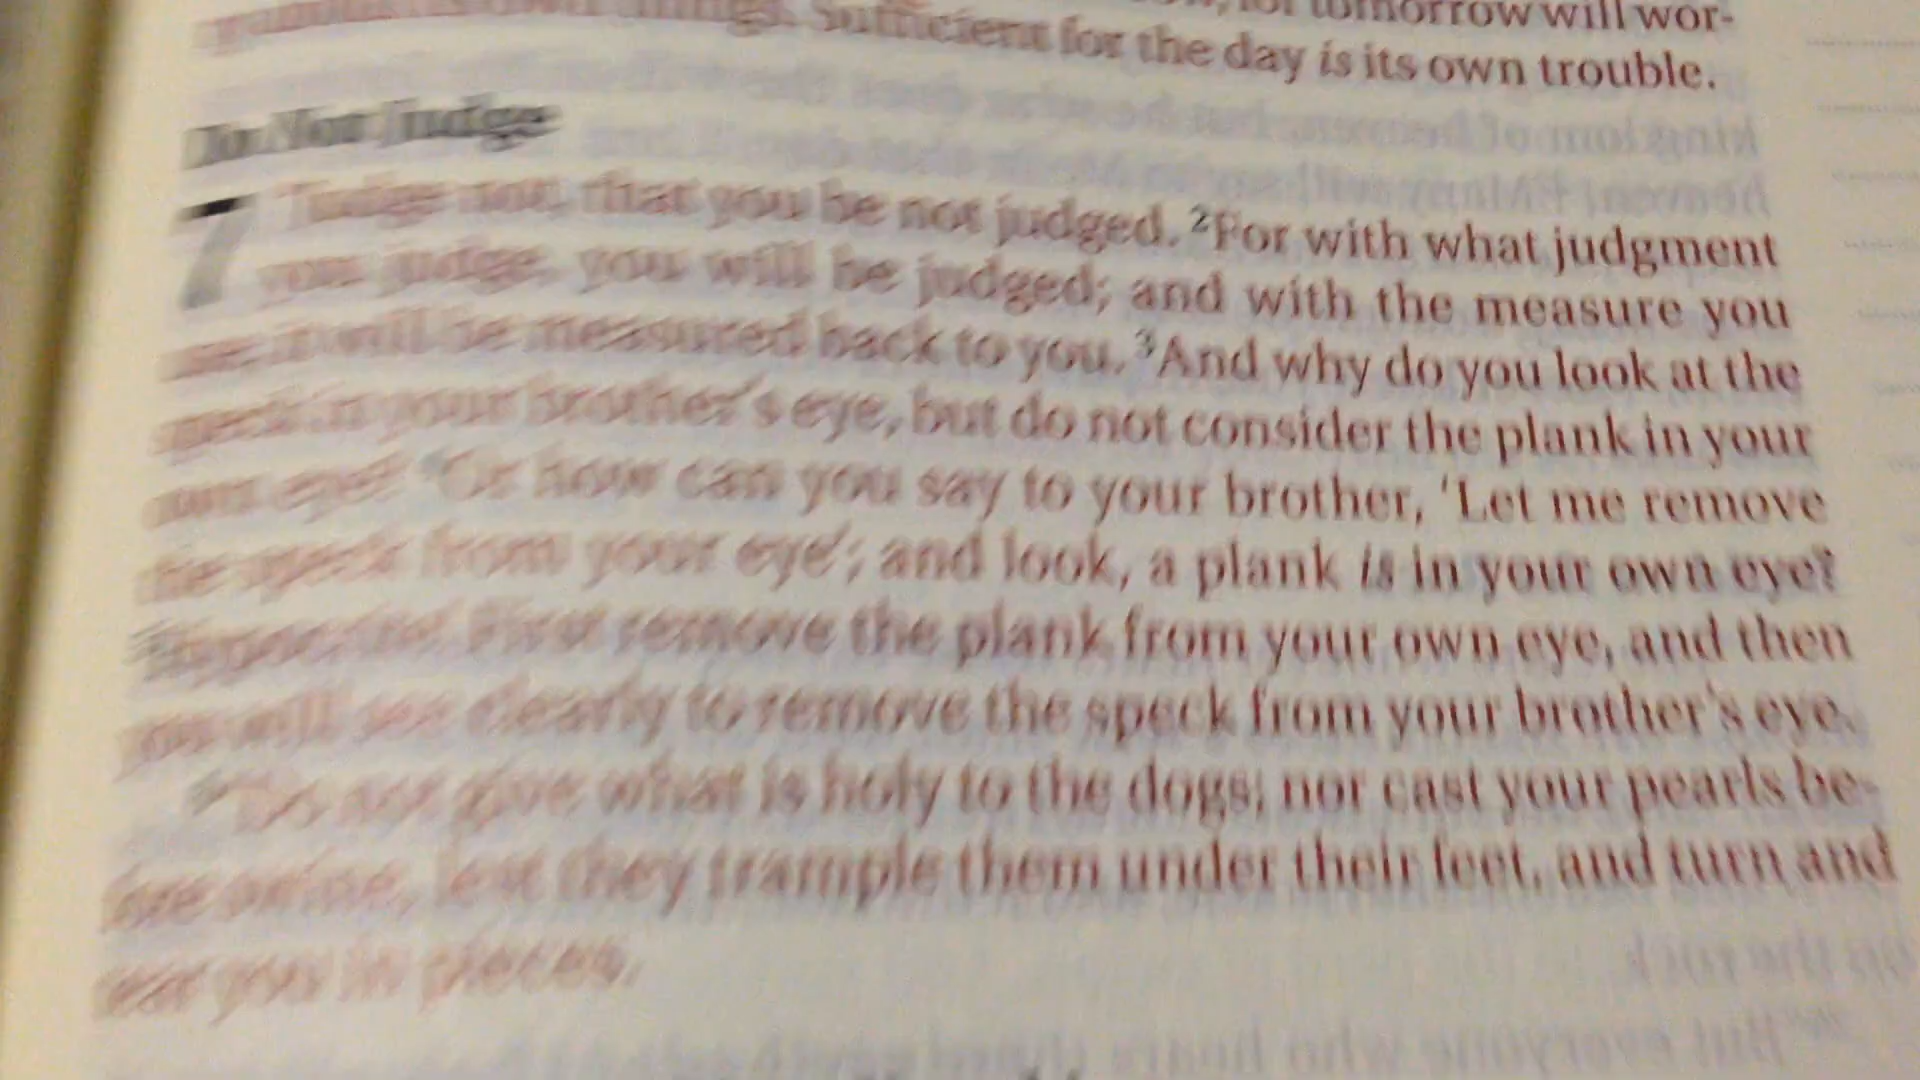 own things. Sufficient for the day is its own trouble.
Do Not Judge
7 "Judge not, that you be not judged. 2For with what judgment
you judge, you will be judged; and with the measure you
use, it will be measured back to you. 3And why do you look at the
speck in your brother's eye, but do not consider the plank in your
own eye? 4Or how can you say to your brother, 'Let me remove
the speck from your eye'; and look, a plank is in your own eye?
5Hypocrite! First remove the plank from your own eye, and then
you will see clearly to remove the speck from your brother's eye.
6"Do not give what is holy to the dogs; nor cast your pearls be-
fore swine, lest they trample them under their feet, and turn and
tear you in pieces.